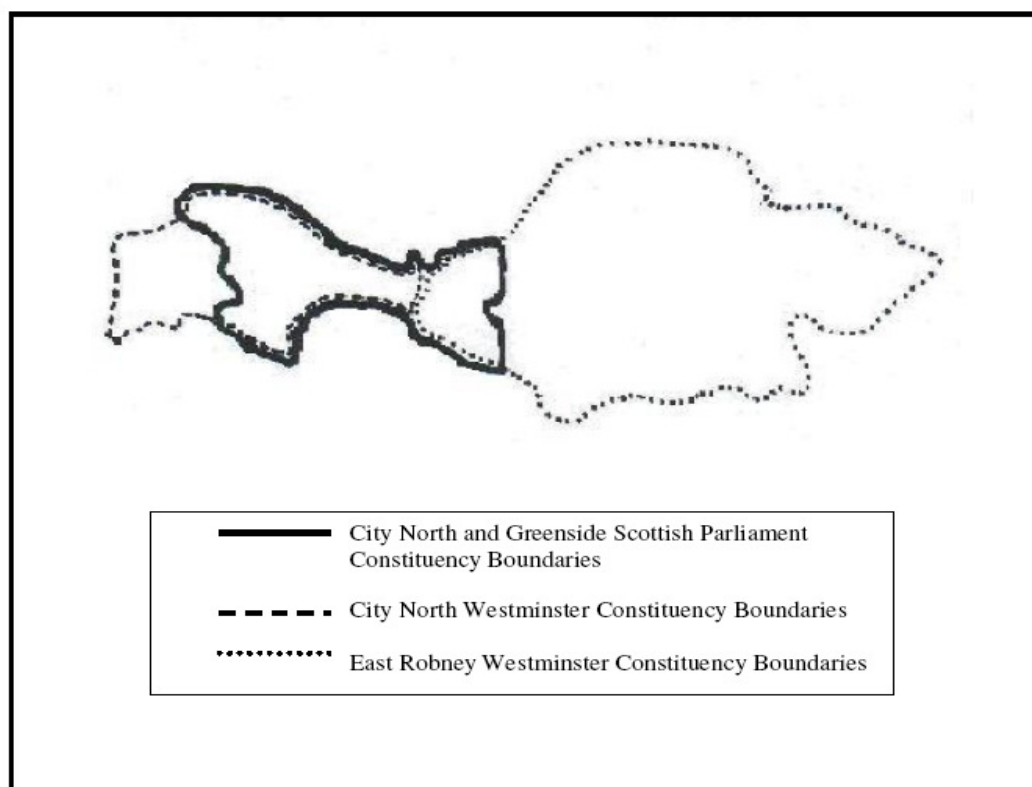 City North and Greenside Scottish Parliament
Constituency Boundaries
City North Westminster Constituency Boundaries
East Robney Westminster Constituency Boundaries